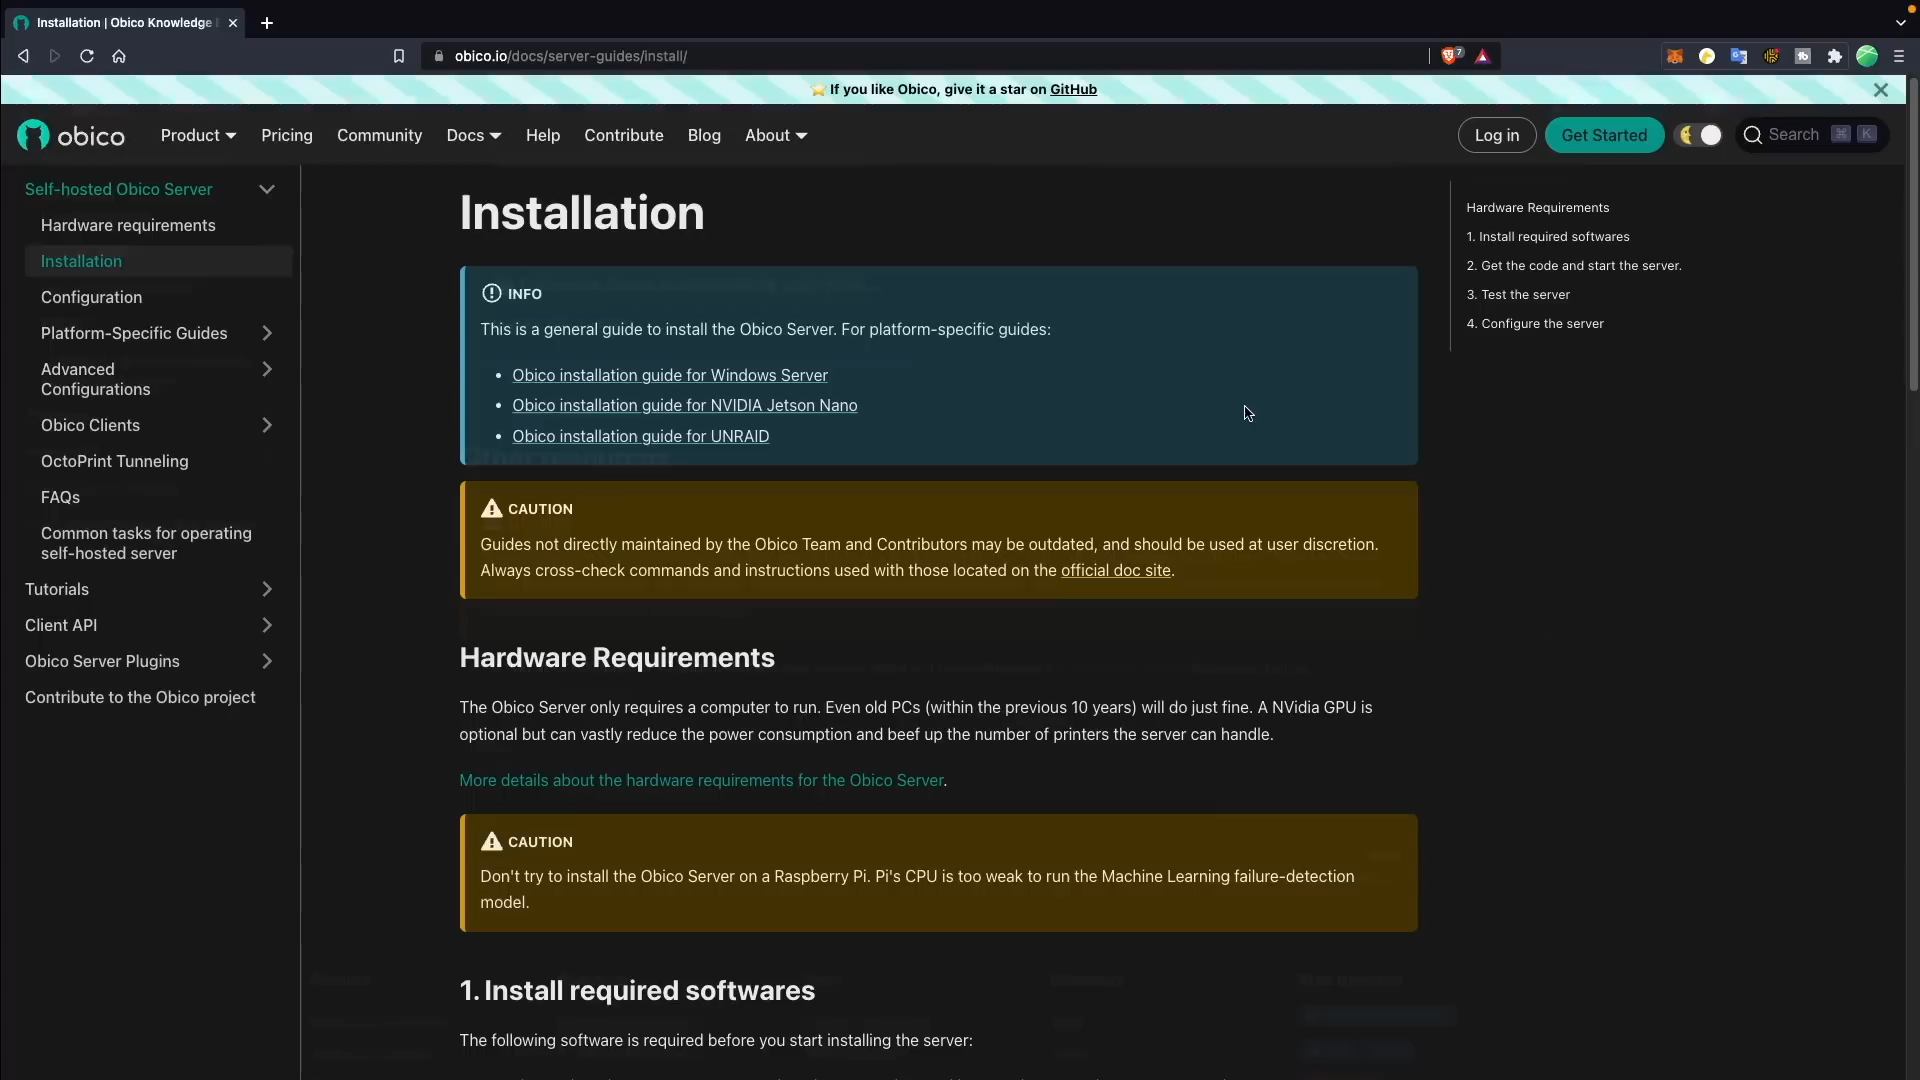 Installation | Obico Knowledge
obico.io/docs/server-guides/install/
7
⭐ If you like Obico, give it a star on GitHub
obico
Product
Pricing
Community
Docs
Help
Contribute
Blog
About
Log in
Get Started
Search ⌘ K
Self-hosted Obico Server
Hardware requirements
Installation
Configuration
Platform-Specific Guides
Advanced
Configurations
Obico Clients
OctoPrint Tunneling
FAQs
Common tasks for operating
self-hosted server
Tutorials
Client API
Obico Server Plugins
Contribute to the Obico project
Installation
INFO
This is a general guide to install the Obico Server. For platform-specific guides:
• Obico installation guide for Windows Server
• Obico installation guide for NVIDIA Jetson Nano
• Obico installation guide for UNRAID
CAUTION
Guides not directly maintained by the Obico Team and Contributors may be outdated, and should be used at user discretion.
Always cross-check commands and instructions used with those located on the official doc site.
Hardware Requirements
The Obico Server only requires a computer to run. Even old PCs (within the previous 10 years) will do just fine. A NVidia GPU is
optional but can vastly reduce the power consumption and beef up the number of printers the server can handle.
More details about the hardware requirements for the Obico Server.
CAUTION
Don't try to install the Obico Server on a Raspberry Pi. Pi's CPU is too weak to run the Machine Learning failure-detection
model.
1. Install required softwares
The following software is required before you start installing the server:
Hardware Requirements
1. Install required softwares
2. Get the code and start the server.
3. Test the server
4. Configure the server